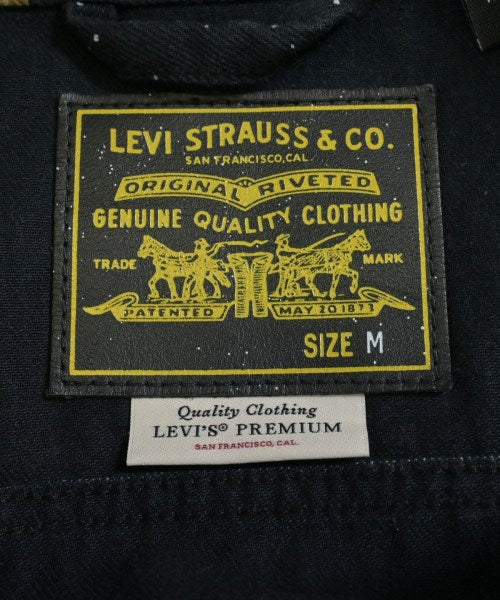 LEVI STRAUSS & CO.
SAN FRANCISCO, CAL.
ORIGINAL RIVETED
GENUINE QUALITY CLOTHING
TRADE MARK
PATENTED MAY 20 1873
SIZE M
Quality Clothing
LEVI'S® PREMIUM
SAN FRANCISCO, CAL.